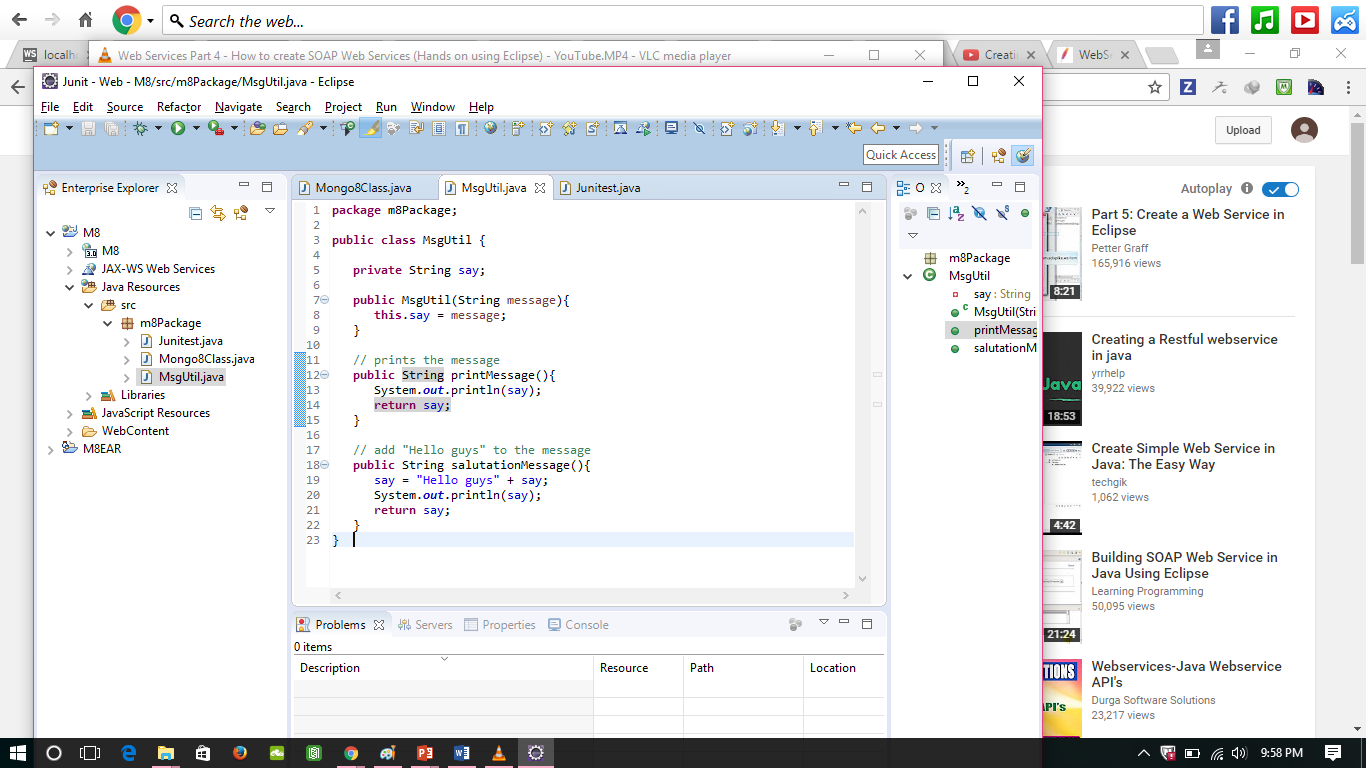 Search the web...
WS localh
Web Services Part 4 - How to create SOAP Web Services (Hands on using Eclipse) - YouTube.MP4 - VLC media player
Creatin
WebSe
Junit - Web - M8/src/m8Package/MsgUtil.java - Eclipse
File Edit Source Refactor Navigate Search Project Run Window Help
Quick Access
Upload
Enterprise Explorer
M8
3.0 M8
JAX-WS Web Services
Java Resources
src
m8Package
Junitest.java
Mongo8Class.java
MsgUtil.java
Libraries
JavaScript Resources
WebContent
M8EAR
Mongo8Class.java MsgUtil.java Junitest.java
1 package m8Package;
2
3 public class MsgUtil {
4
5 private String say;
6
7 public MsgUtil(String message){
8 this.say = message;
9 }
10
11 // prints the message
12 public String printMessage(){
13 System.out.println(say);
14 return say;
15 }
16
17 // add "Hello guys" to the message
18 public String salutationMessage(){
19 say = "Hello guys" + say;
20 System.out.println(say);
21 return say;
22 }
23 }
O
m8Package
MsgUtil
say : String
MsgUtil(Stri
printMessag
salutationM
Problems Servers Properties Console
0 items
Description Resource Path Location
Autoplay
Part 5: Create a Web Service in
Eclipse
Petter Graff
165,916 views
8:21
Creating a Restful webservice
in java
yrrhelp
39,922 views
Java
18:53
Create Simple Web Service in
Java: The Easy Way
techgik
1,062 views
4:42
Building SOAP Web Service in
Java Using Eclipse
Learning Programming
50,095 views
21:24
Webservices-Java Webservice
API's
Durga Software Solutions
23,217 views
TIONS
API's
9:58 PM